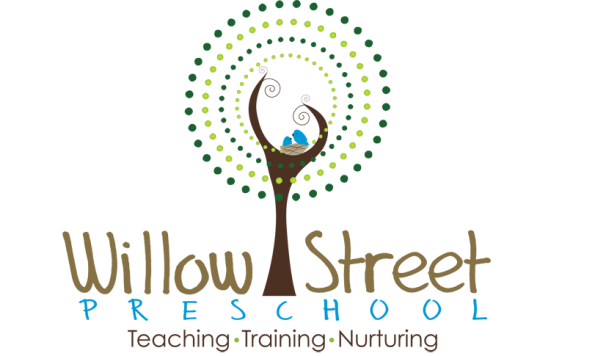 Willow Street
PRESCHOOL
Teaching•Training•Nurturing